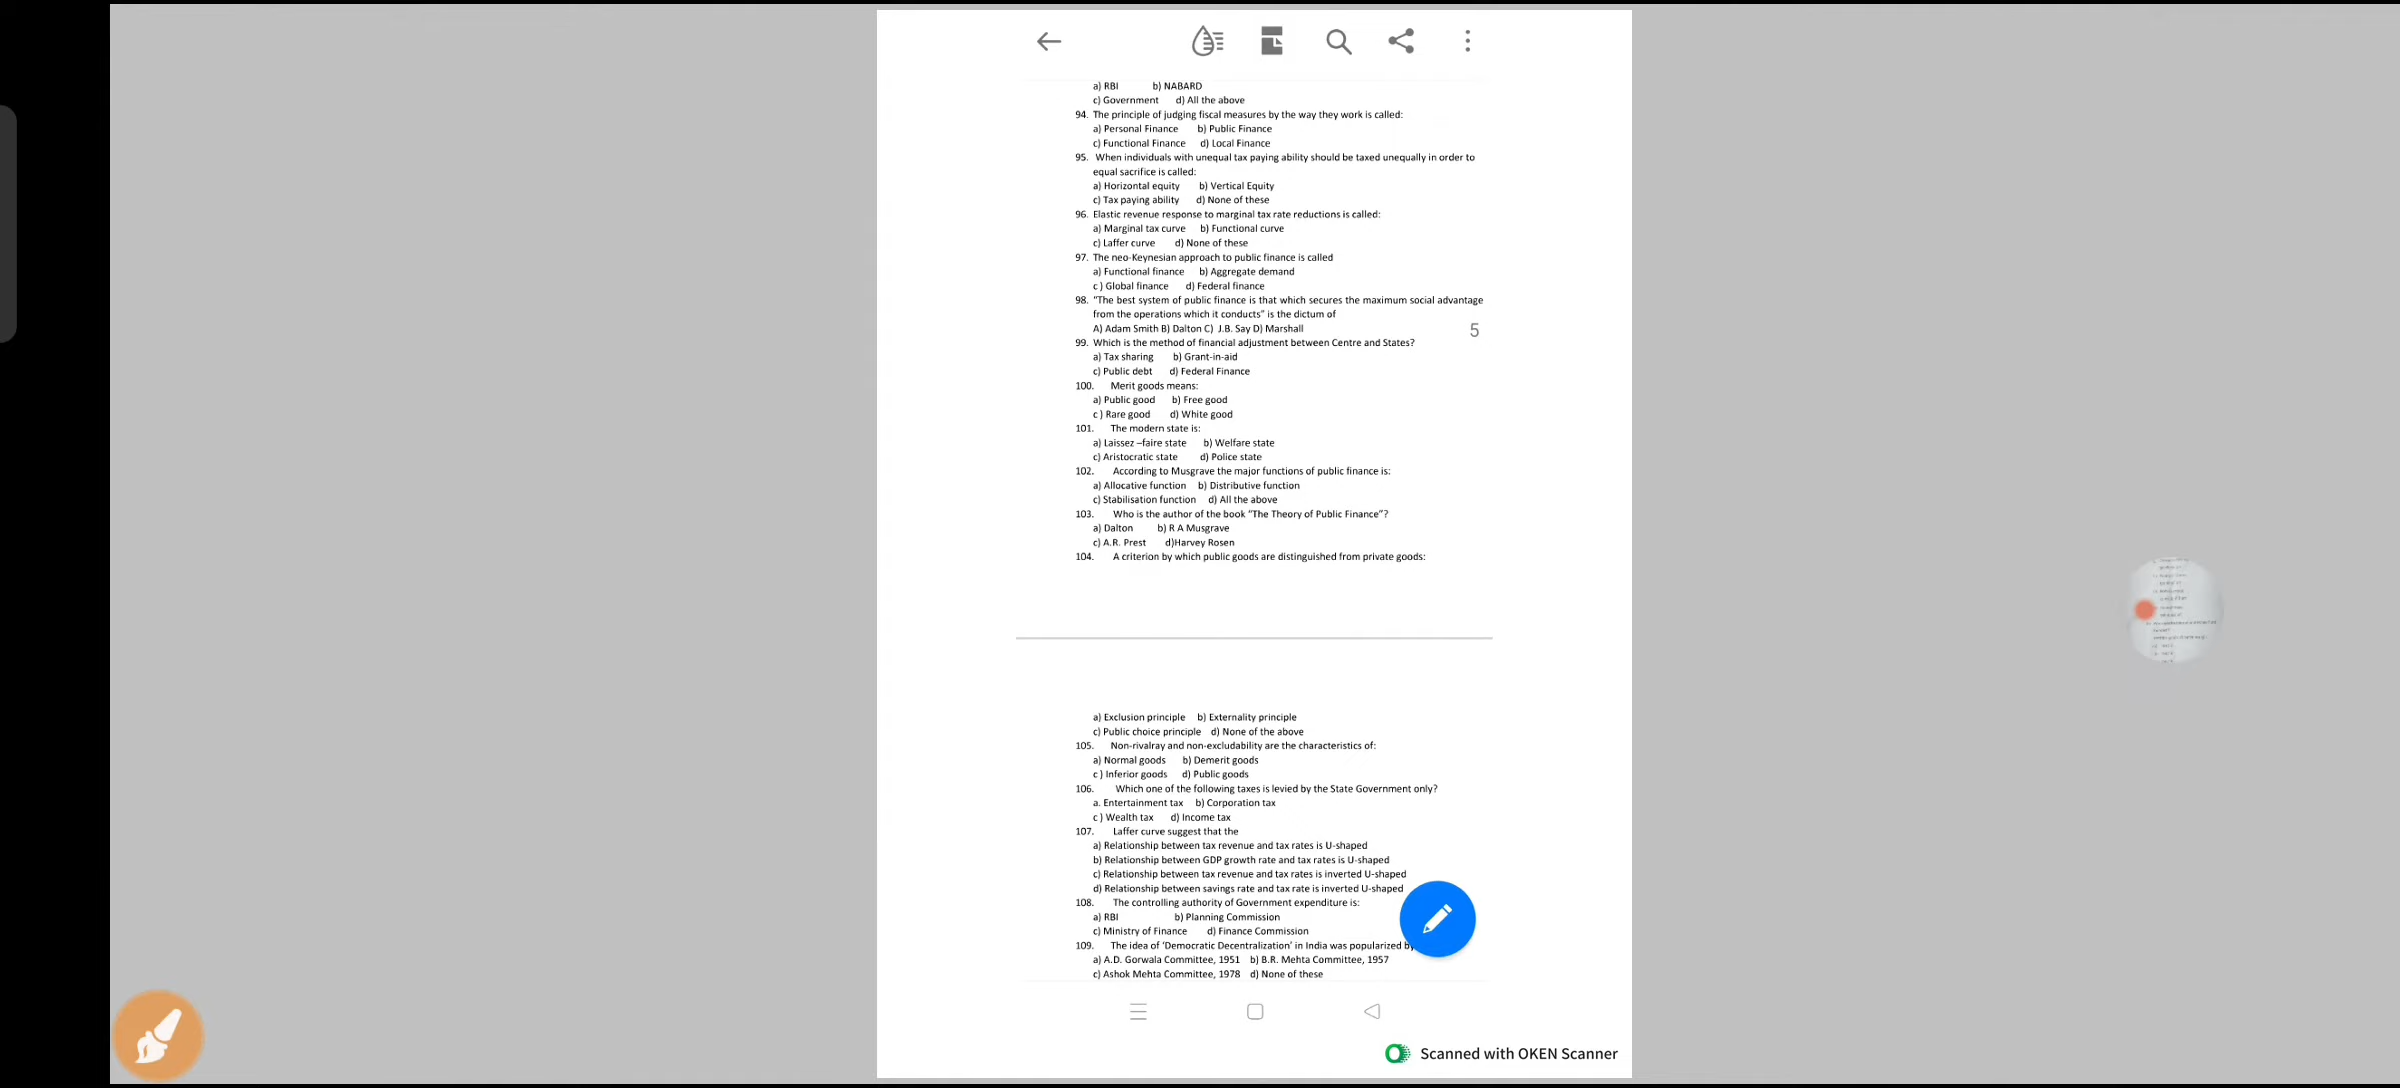 a) RBI b) NABARD
c) Government d) All the above
94. The principle of judging fiscal measures by the way they work is called:
a) Personal Finance b) Public Finance
c) Functional Finance d) Local Finance
95. When individuals with unequal tax paying ability should be taxed unequally in order to
equal sacrifice is called:
a) Horizontal equity b) Vertical Equity
c) Tax paying ability d) None of these
96. Elastic revenue response to marginal tax rate reductions is called:
a) Marginal tax curve b) Functional curve
c) Laffer curve d) None of these
97. The neo-Keynesian approach to public finance is called
a) Functional finance b) Aggregate demand
c ) Global finance d) Federal finance
98. "The best system of public finance is that which secures the maximum social advantage
from the operations which it conducts" is the dictum of
A) Adam Smith B) Dalton C) J.B. Say D) Marshall
5
99. Which is the method of financial adjustment between Centre and States?
a) Tax sharing b) Grant-in-aid
c) Public debt d) Federal Finance
100. Merit goods means:
a) Public good b) Free good
c ) Rare good d) White good
101. The modern state is:
a) Laissez –faire state b) Welfare state
c) Aristocratic state d) Police state
102. According to Musgrave the major functions of public finance is:
a) Allocative function b) Distributive function
c) Stabilisation function d) All the above
103. Who is the author of the book "The Theory of Public Finance"?
a) Dalton b) R A Musgrave
c) A.R. Prest d)Harvey Rosen
104. A criterion by which public goods are distinguished from private goods:
a) Exclusion principle b) Externality principle
c) Public choice principle d) None of the above
105. Non-rivalray and non-excludability are the characteristics of:
a) Normal goods b) Demerit goods
c ) Inferior goods d) Public goods
106. Which one of the following taxes is levied by the State Government only?
a. Entertainment tax b) Corporation tax
c ) Wealth tax d) Income tax
107. Laffer curve suggest that the
a) Relationship between tax revenue and tax rates is U-shaped
b) Relationship between GDP growth rate and tax rates is U-shaped
c) Relationship between tax revenue and tax rates is inverted U-shaped
d) Relationship between savings rate and tax rate is inverted U-shaped
108. The controlling authority of Government expenditure is:
a) RBI b) Planning Commission
c) Ministry of Finance d) Finance Commission
109. The idea of 'Democratic Decentralization' in India was popularized by
a) A.D. Gorwala Committee, 1951 b) B.R. Mehta Committee, 1957
c) Ashok Mehta Committee, 1978 d) None of these
Scanned with OKEN Scanner